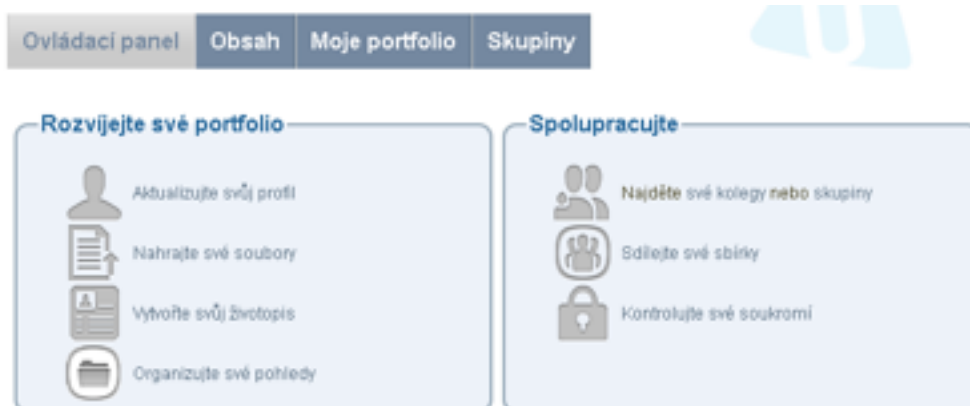 Ovládací panel Obsah Moje portfolio Skupiny
Rozvíjejte své portfolio
Aktualizujte svůj profil
Nahrajte své soubory
Vytvořte svůj životopis
Organizujte své pohledy
Spolupracujte
Najděte své kolegy nebo skupiny
Sdílejte své sbírky
Kontrolujte své soukromí